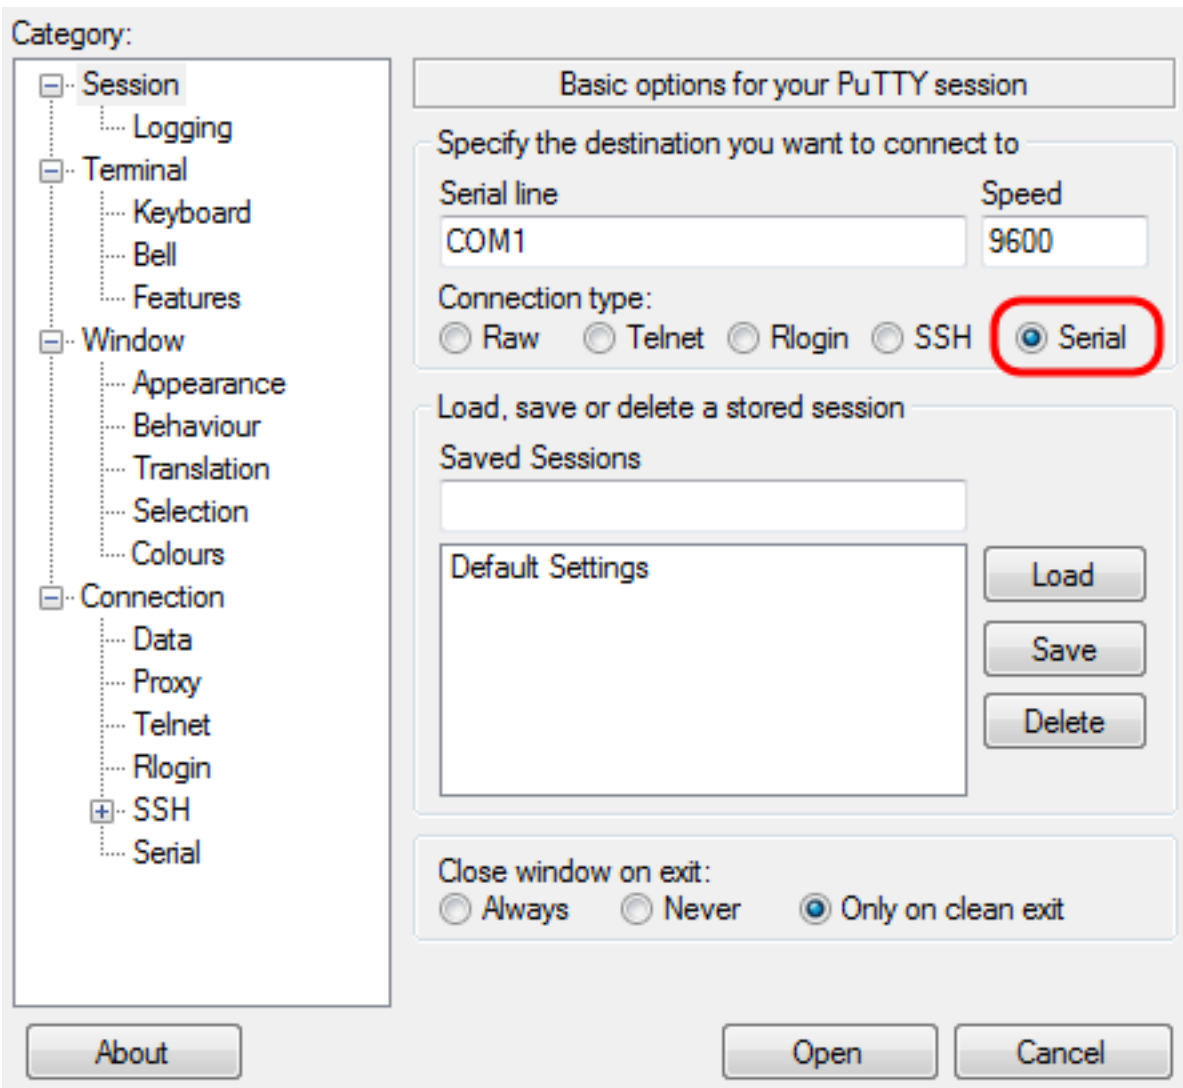 Category:
Session
Logging
Terminal
Keyboard
Bell
Features
Window
Appearance
Behaviour
Translation
Selection
Colours
Connection
Data
Proxy
Telnet
Rlogin
SSH
Serial
Basic options for your PuTTY session
Specify the destination you want to connect to
Serial line Speed
COM1 9600
Connection type:
Raw Telnet Rlogin SSH Serial
Load, save or delete a stored session
Saved Sessions
Default Settings
Load
Save
Delete
Close window on exit:
Always Never Only on clean exit
About Open Cancel